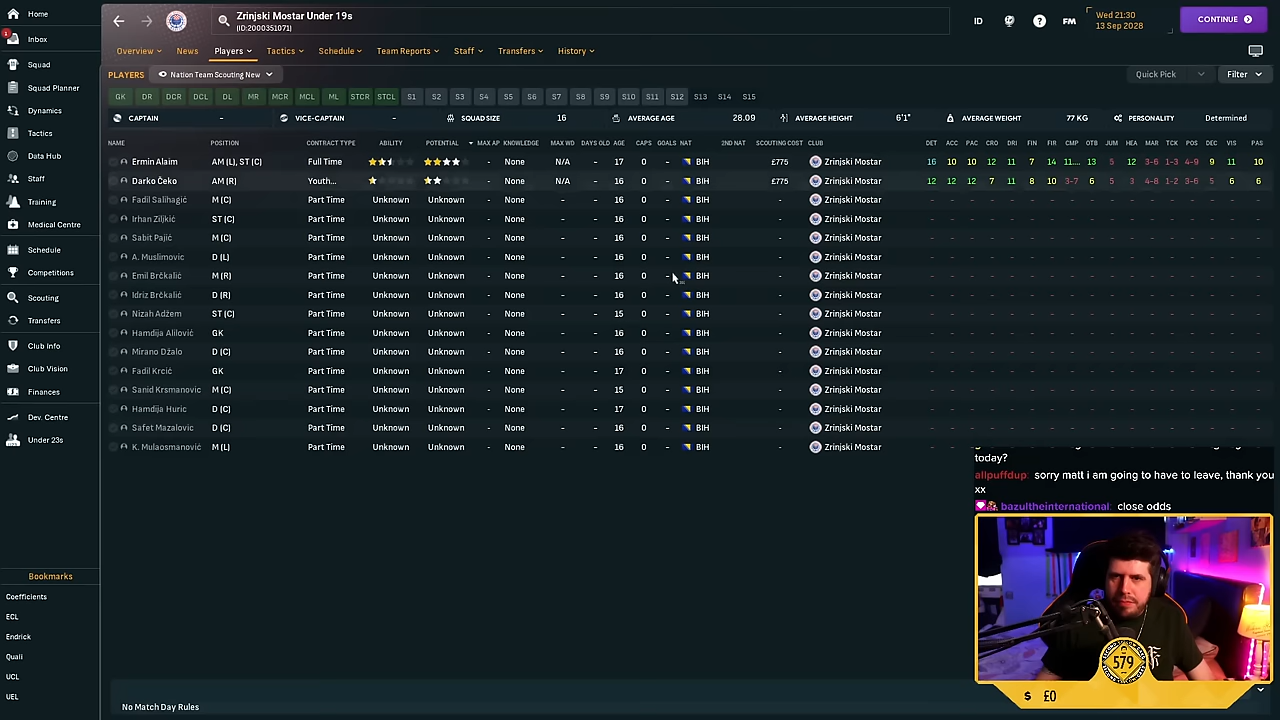 Home
1
Inbox
Squad
Squad Planner
Dynamics
Tactics
Data Hub
Staff
Training
Medical Centre
Schedule
Competitions
Scouting
Transfers
Club Info
Club Vision
Finances
Dev. Centre
Under 23s
Bookmarks
Coefficients
ECL
Endrick
Quali
UCL
UEL
Zrinjski Mostar Under 19s
(ID:2000351071)
ID
?
FM
Wed 21:30
13 Sep 2028
CONTINUE
Overview News Players Tactics Schedule Team Reports Staff Transfers History
PLAYERS Nation Team Scouting New Quick Pick Filter
GK DR DCR DCL DL MR MCR MCL ML STCR STCL S1 S2 S3 S4 S5 S6 S7 S8 S9 S10 S11 S12 S13 S14 S15
CAPTAIN - VICE-CAPTAIN - SQUAD SIZE 16 AVERAGE AGE 28.09 AVERAGE HEIGHT 6'1" AVERAGE WEIGHT 77 KG PERSONALITY Determined
NAME POSITION CONTRACT TYPE ABILITY POTENTIAL MAX AP KNOWLEDGE MAX WD DAYS OLD AGE CAPS GOALS NAT 2ND NAT SCOUTING COST CLUB DET ACC PAC CRO DRI FIN FIR CMP OTB JUM HEA MAR TCK POS DEC VIS PAS
Ermin Alaim AM (L), ST (C) Full Time - None N/A - 17 0 - BIH £775 Zrinjski Mostar 16 10 10 12 11 7 14 11.... 13 5 12 3-6 1-3 4-9 9 11 10
Darko Čeko AM (R) Youth... - None N/A - 16 0 - BIH £775 Zrinjski Mostar 12 12 12 7 11 8 10 3-7 6 5 3 4-8 1-2 3-6 5 6 6
Fadil Salihagić M (C) Part Time Unknown Unknown - None - - 16 0 - BIH - Zrinjski Mostar - - - - - - - - - - - - - - - - -
Irhan Ziljkić ST (C) Part Time Unknown Unknown - None - - 16 0 - BIH - Zrinjski Mostar - - - - - - - - - - - - - - - - -
Sabit Pajić M (C) Part Time Unknown Unknown - None - - 16 0 - BIH - Zrinjski Mostar - - - - - - - - - - - - - - - - -
A. Muslimovic D (L) Part Time Unknown Unknown - None - - 16 0 - BIH - Zrinjski Mostar - - - - - - - - - - - - - - - - -
Emil Brčkalić M (R) Part Time Unknown Unknown - None - - 16 0 - BIH - Zrinjski Mostar - - - - - - - - - - - - - - - - -
Idriz Brčkalić D (R) Part Time Unknown Unknown - None - - 16 0 - BIH - Zrinjski Mostar - - - - - - - - - - - - - - - - -
Nizah Adžem ST (C) Part Time Unknown Unknown - None - - 15 0 - BIH - Zrinjski Mostar - - - - - - - - - - - - - - - - -
Hamdija Alilović GK Part Time Unknown Unknown - None - - 16 0 - BIH - Zrinjski Mostar - - - - - - - - - - - - - - - - -
Mirano Džalo D (C) Part Time Unknown Unknown - None - - 16 0 - BIH - Zrinjski Mostar - - - - - - - - - - - - - - - - -
Fadil Krcić GK Part Time Unknown Unknown - None - - 17 0 - BIH - Zrinjski Mostar - - - - - - - - - - - - - - - - -
Sanid Krsmanovic M (C) Part Time Unknown Unknown - None - - 15 0 - BIH - Zrinjski Mostar - - - - - - - - - - - - - - - - -
Hamdija Huric D (C) Part Time Unknown Unknown - None - - 17 0 - BIH - Zrinjski Mostar - - - - - - - - - - - - - - - - -
Safet Mazalovic D (C) Part Time Unknown Unknown - None - - 16 0 - BIH - Zrinjski Mostar - - - - - - - - - - - - - - - - -
K. Mulaosmanović M (L) Part Time Unknown Unknown - None - - 16 0 - BIH - Zrinjski Mostar - - - - - - - - - - - - - - - - -
today?
allpuffdup: sorry matt i am going to have to leave, thank you
xx
bazultheinternational: close odds
579
$ £0
No Match Day Rules